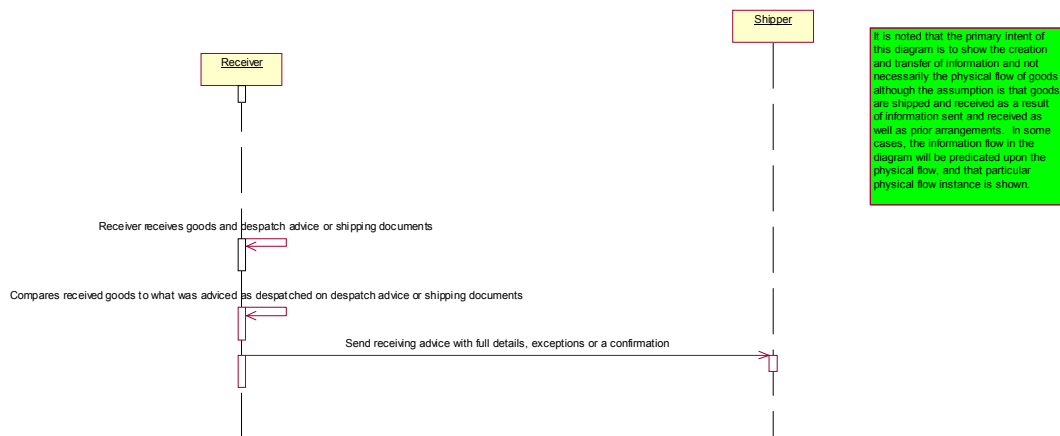 Shipper
Receiver
It is noted that the primary intent of
this diagram is to show the creation
and transfer of information and not
necessarily the physical flow of goods
although the assumption is that goods
are shipped and received as a result
of information sent and received as
well as prior arrangements.  In some
cases, the information flow in the
diagram will be predicated upon the
physical flow, and that particular
physical flow instance is shown.
Receiver receives goods and despatch advice or shipping documents
Compares received goods to what was adviced as despatched on despatch advice or shipping documents
Send receiving advice with full details, exceptions or a confirmation